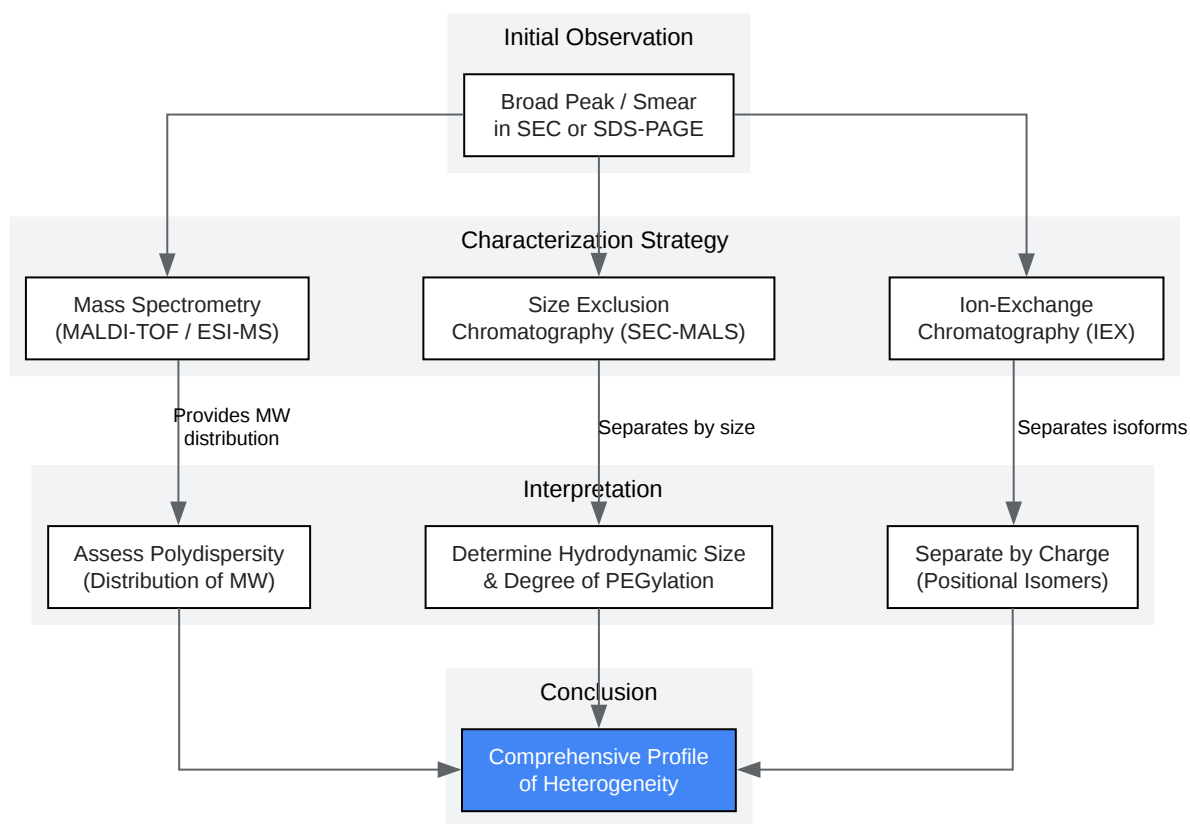 Initial Observation
Broad Peak / Smear
in SEC or SDS-PAGE
Characterization Strategy
Mass Spectrometry
(MALDI-TOF / ESI-MS)
Size Exclusion
Chromatography (SEC-MALS)
Ion-Exchange
Chromatography (IEX)
Provides MW
distribution
Separates by size
Separates isoforms
Interpretation
Assess Polydispersity
(Distribution of MW)
Determine Hydrodynamic Size
& Degree of PEGylation
Separate by Charge
(Positional Isomers)
Conclusion
Comprehensive Profile
of Heterogeneity